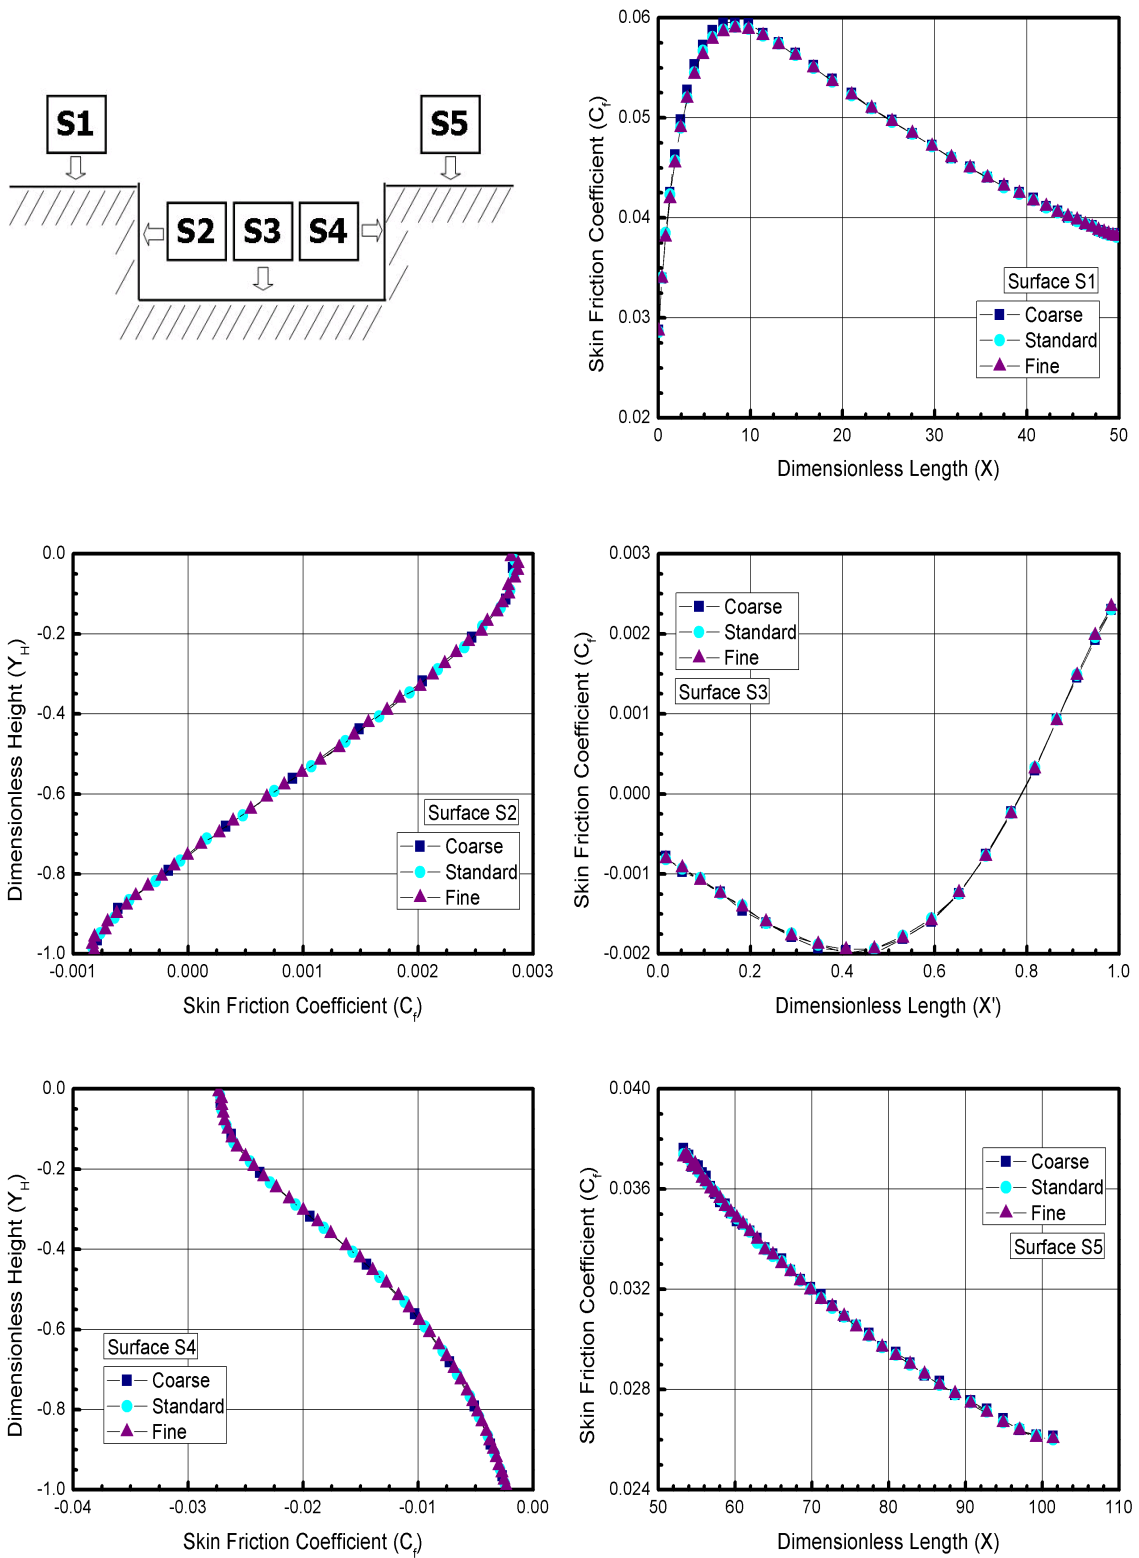 S1
S5
S2
S3
S4
Skin Friction Coefficient (Cf)
0.06
0.05
0.04
0.03
0.02
Surface S1
Coarse
Standard
Fine
0 10 20 30 40 50
Dimensionless Length (X)
Dimensionless Height (YH)
0.0
-0.2
-0.4
-0.6
-0.8
-1.0
Surface S2
Coarse
Standard
Fine
-0.001 0.000 0.001 0.002 0.003
Skin Friction Coefficient (Cf)
Skin Friction Coefficient (Cf)
0.003
0.002
0.001
0.000
-0.001
-0.002
Coarse
Standard
Fine
Surface S3
0.0 0.2 0.4 0.6 0.8 1.0
Dimensionless Length (X')
Dimensionless Height (YH)
0.0
-0.2
-0.4
-0.6
-0.8
-1.0
Surface S4
Coarse
Standard
Fine
-0.04 -0.03 -0.02 -0.01 0.00
Skin Friction Coefficient (Cf)
Skin Friction Coefficient (Cf)
0.040
0.036
0.032
0.028
0.024
Coarse
Standard
Fine
Surface S5
50 60 70 80 90 100 110
Dimensionless Length (X)